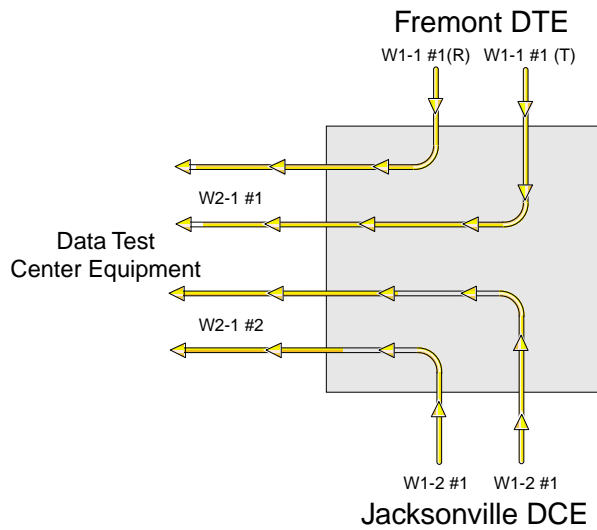 Fremont DTE
W1-1 #1(R) W1-1 #1 (T)
W2-1 #1
Data Test
Center Equipment
W2-1 #2
W1-2 #1 W1-2 #1
Jacksonville DCE